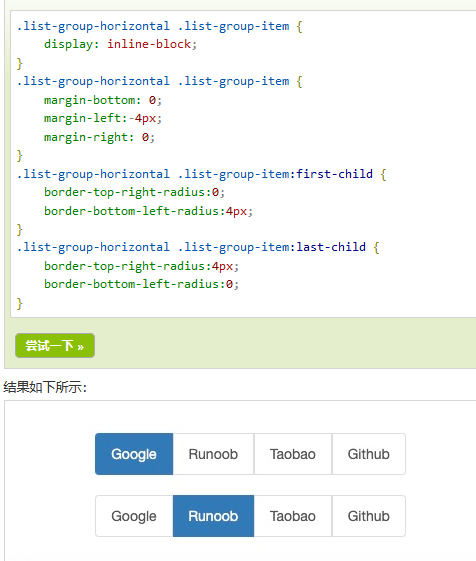 .list-group-horizontal .list-group-item {
    display: inline-block;
}
.list-group-horizontal .list-group-item {
    margin-bottom: 0;
    margin-left:-4px;
    margin-right: 0;
}
.list-group-horizontal .list-group-item:first-child {
    border-top-right-radius:0;
    border-bottom-left-radius:4px;
}
.list-group-horizontal .list-group-item:last-child {
    border-top-right-radius:4px;
    border-bottom-left-radius:0;
}
尝试一下 »
结果如下所示：
Google Runoob Taobao Github
Google Runoob Taobao Github